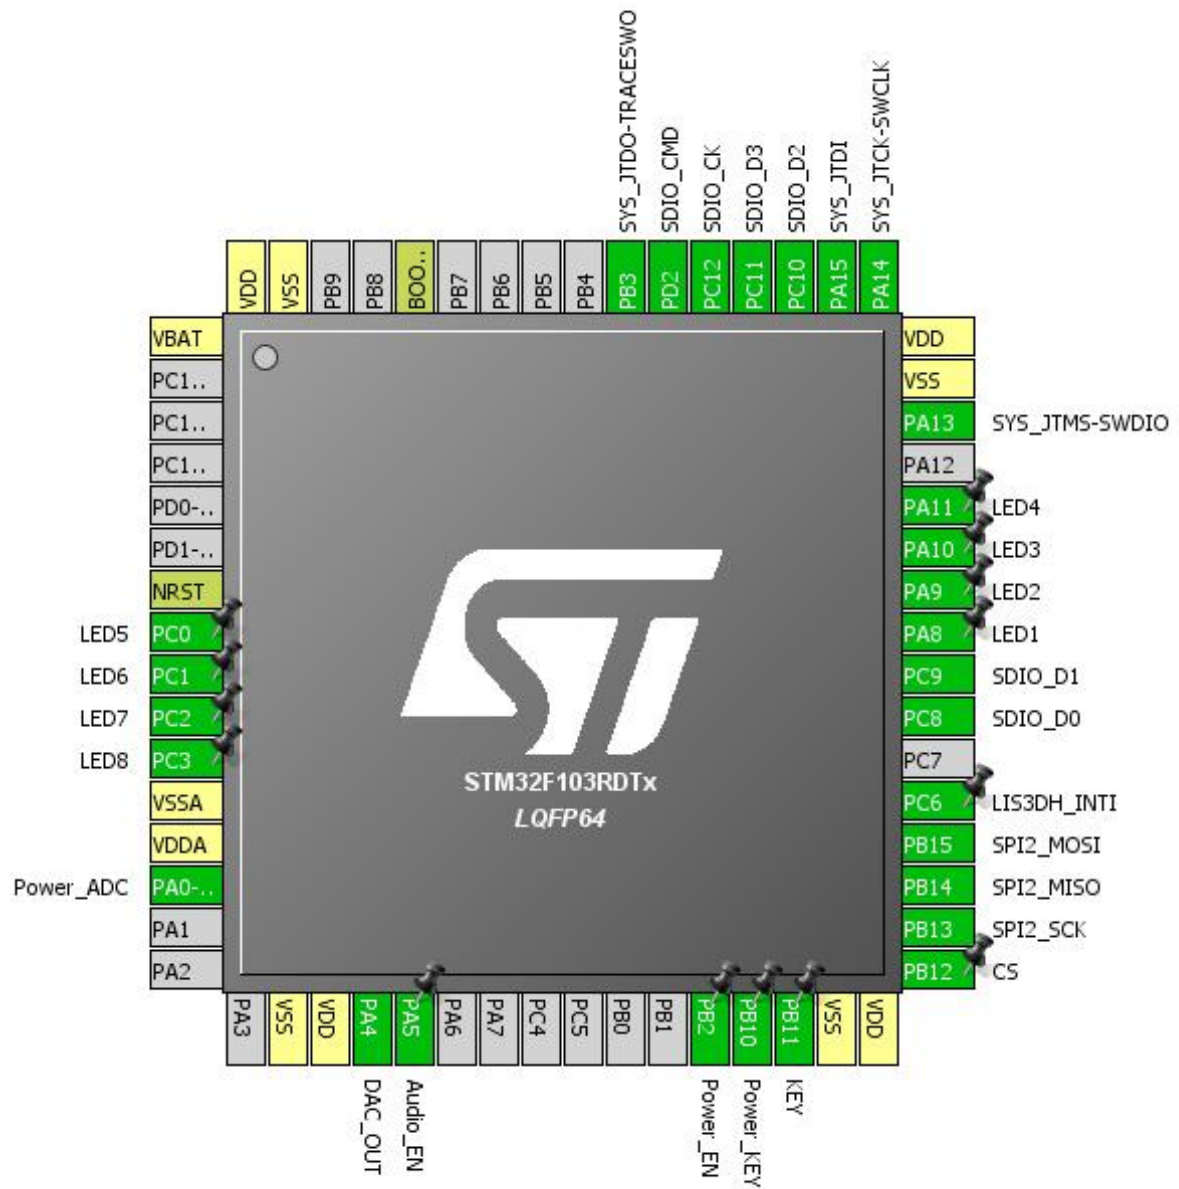 SYS_JTDO-TRACESWO
SDIO_CMD
SDIO_CK
SDIO_D3
SDIO_D2
SYS_JTDI
SYS_JTCK-SWCLK
VDD
VSS
PB9
PB8
BOO..
PB7
PB6
PB5
PB4
PB3
PD2
PC12
PC11
PC10
PA15
PA14
VBAT
PC1..
PC1..
PC1..
PD0-..
PD1-..
NRST
LED5 PC0
LED6 PC1
LED7 PC2
LED8 PC3
VSSA
VDDA
Power_ADC PA0-..
PA1
PA2
STM32F103RDTx
LQFP64
VDD
VSS
PA13 SYS_JTMS-SWDIO
PA12
PA11 LED4
PA10 LED3
PA9 LED2
PA8 LED1
PC9 SDIO_D1
PC8 SDIO_D0
PC7
PC6 LIS3DH_INTI
PB15 SPI2_MOSI
PB14 SPI2_MISO
PB13 SPI2_SCK
PB12 CS
PA3
VSS
VDD
PA4
PA5
PA6
PA7
PC4
PC5
PB0
PB1
PB2
PB10
PB11
VSS
VDD
DAC_OUT
Audio_EN
Power_EN
Power_KEY
KEY